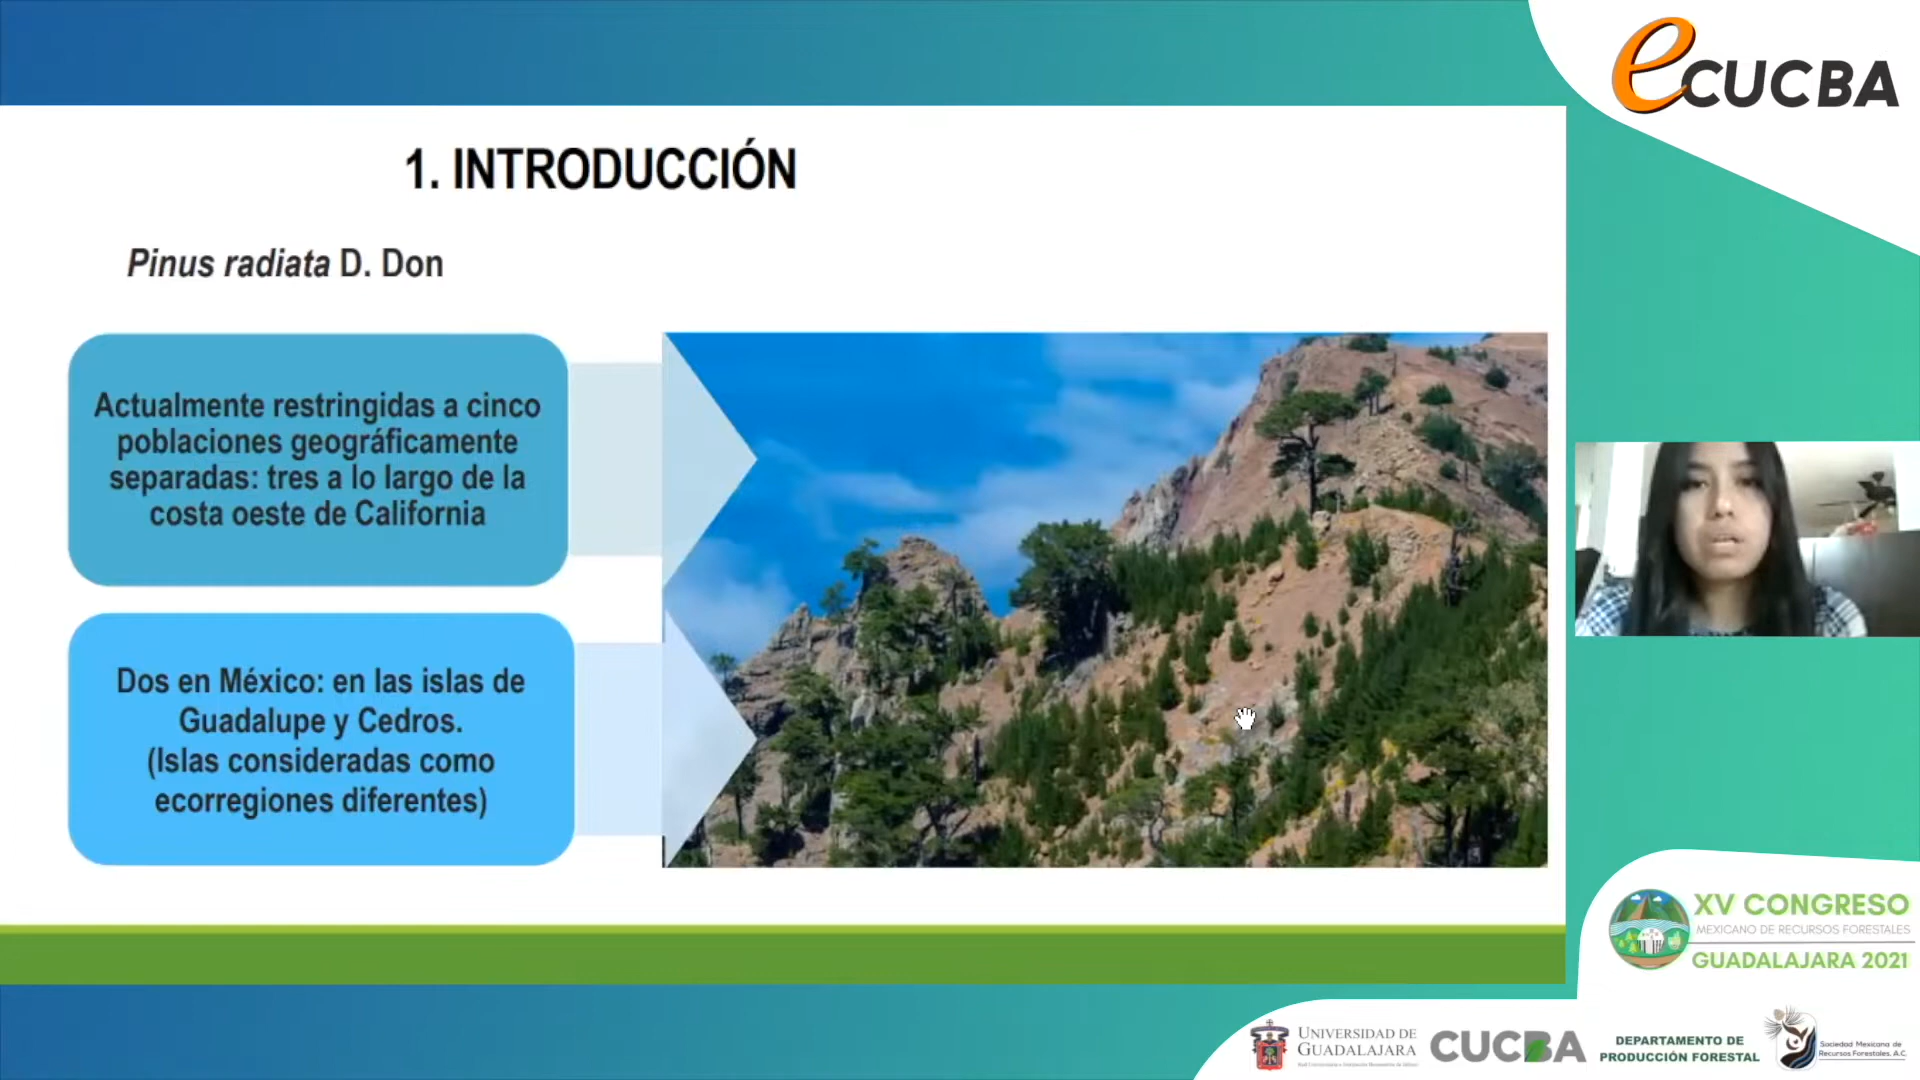 eCUCBA
1. INTRODUCCIÓN
Pinus radiata D. Don
Actualmente restringidas a cinco
poblaciones geográficamente
separadas: tres a lo largo de la
costa oeste de California
Dos en México: en las islas de
Guadalupe y Cedros.
(Islas consideradas como
ecorregiones diferentes)
XV CONGRESO
MEXICANO DE RECURSOS FORESTALES
GUADALAJARA 2021
UNIVERSIDAD DE
GUADALAJARA
CUCBA
DEPARTAMENTO DE
PRODUCCIÓN FORESTAL
Sociedad Mexicana de
Recursos Forestales, A.C.